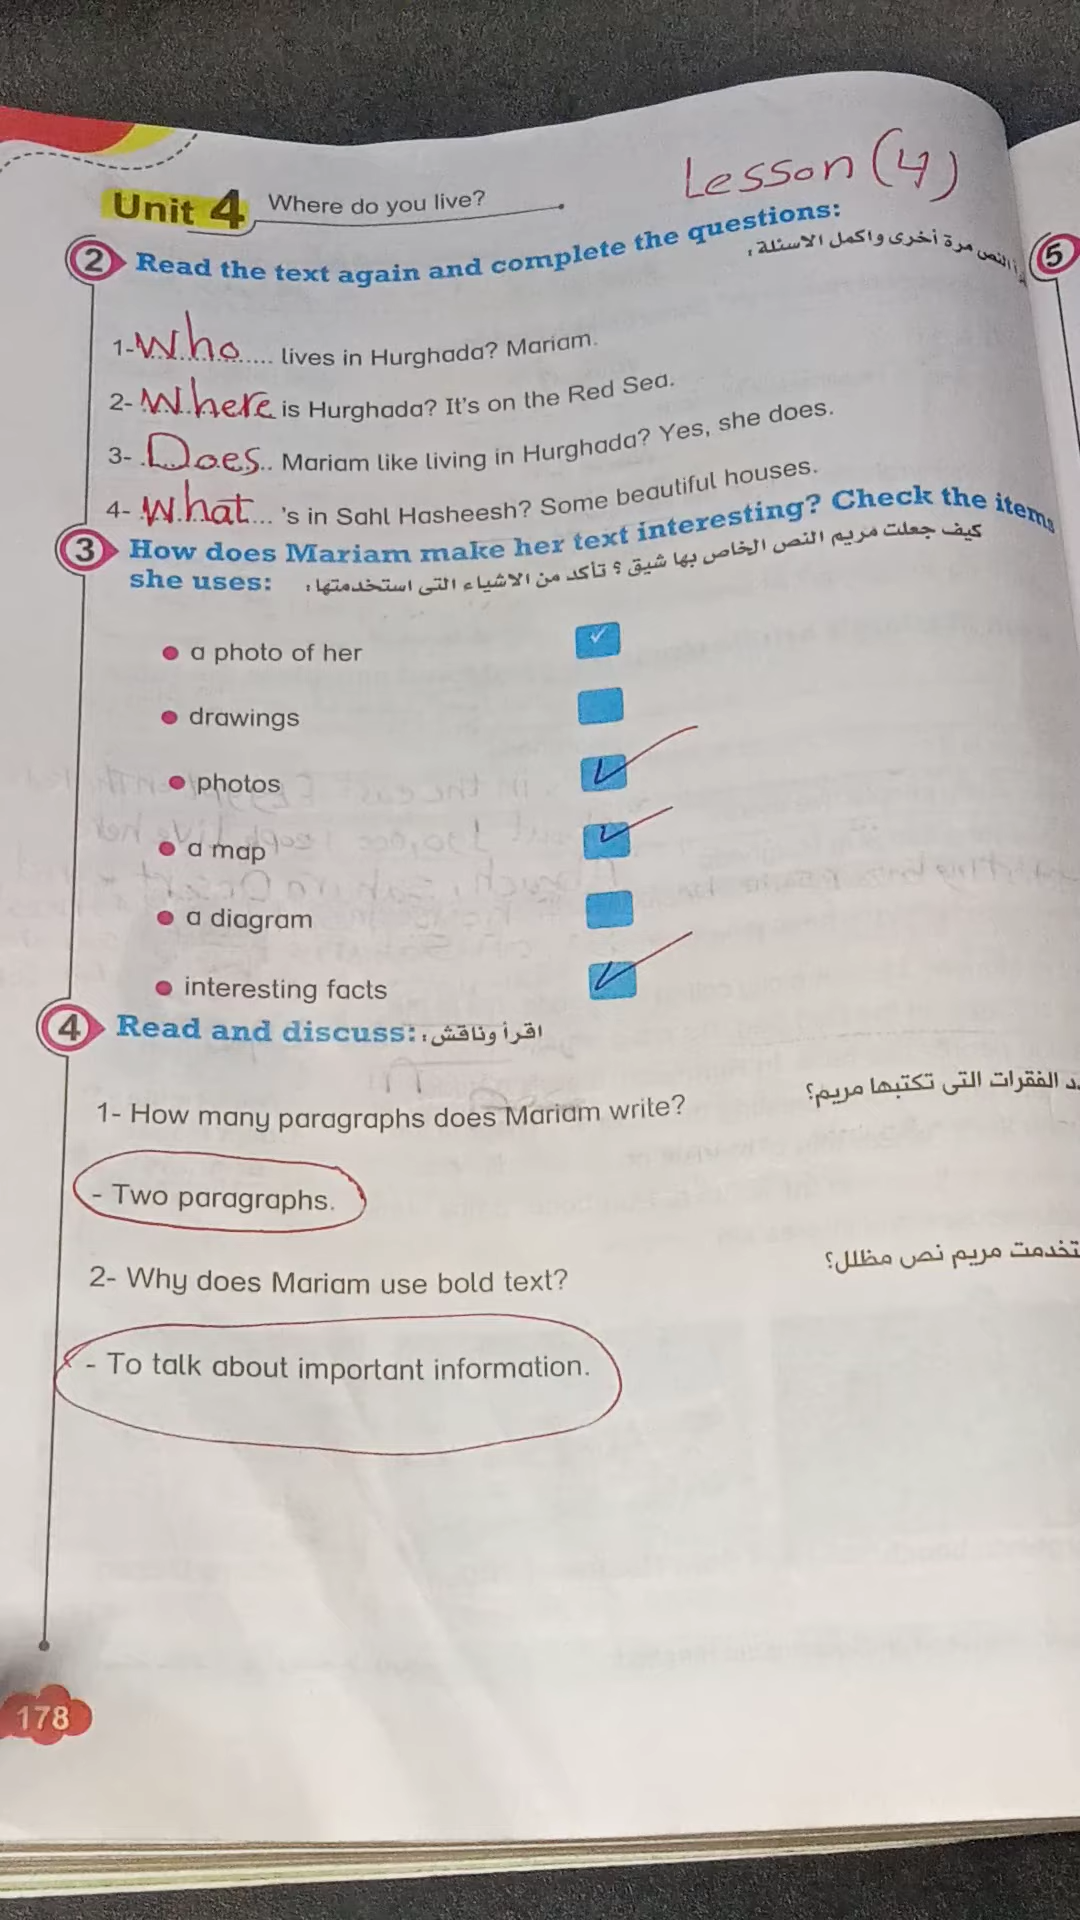 Lesson (4)
Unit 4 Where do you live?
2 Read the text again and complete the questions:
النص مرة أخرى واكمل الاسئلة :
5
1- Who lives in Hurghada? Mariam.
2- Where is Hurghada? It's on the Red Sea.
3- Does Mariam like living in Hurghada? Yes, she does.
4- What 's in Sahl Hasheesh? Some beautiful houses.
3 How does Mariam make her text interesting? Check the items
she uses:
كيف جعلت مريم النص الخاص بها شيق ؟ تأكد من الاشياء التى استخدمتها :
a photo of her ✓
drawings
photos ✓
a map ✓
a diagram
interesting facts ✓
4 Read and discuss: اقرأ وناقش :
1- How many paragraphs does Mariam write?
الفقرات التى تكتبها مريم؟
- Two paragraphs.
2- Why does Mariam use bold text?
تخدمت مريم نص مظلل؟
- To talk about important information.
178